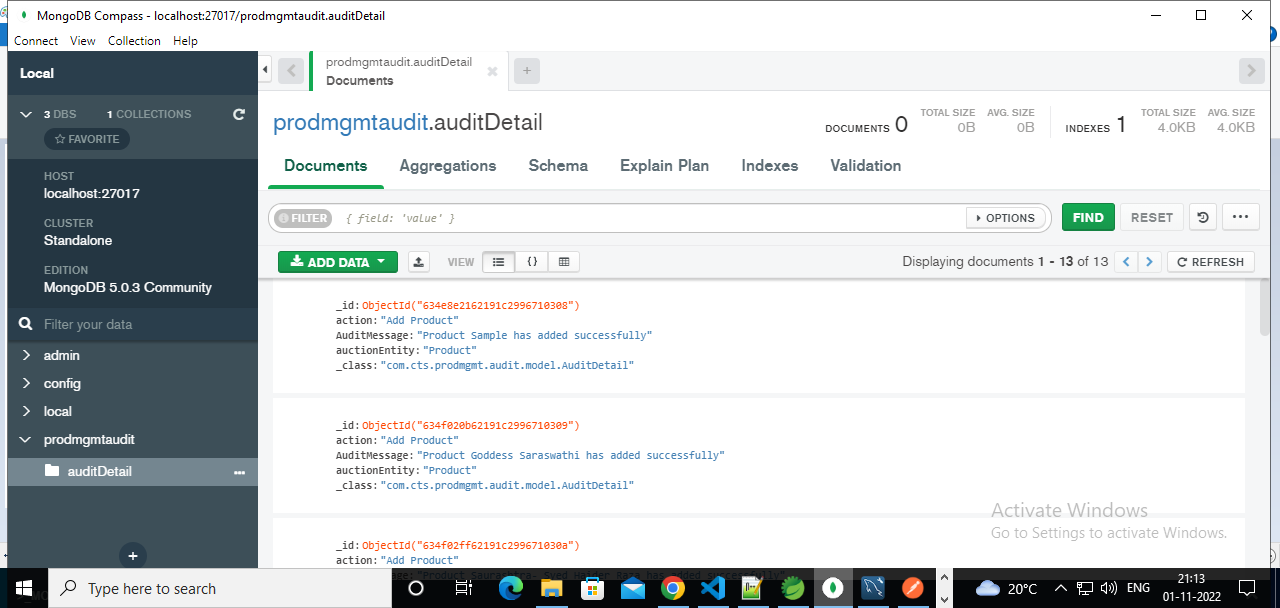 MongoDB Compass - localhost:27017/prodmgmtaudit.auditDetail
Connect View Collection Help
Local
3 DBS 1 COLLECTIONS
FAVORITE
HOST
localhost:27017
CLUSTER
Standalone
EDITION
MongoDB 5.0.3 Community
Filter your data
admin
config
local
prodmgmtaudit
auditDetail
prodmgmtaudit.auditDetail
Documents
prodmgmtaudit.auditDetail
DOCUMENTS 0
TOTAL SIZE AVG. SIZE
0B 0B
INDEXES 1
TOTAL SIZE AVG. SIZE
4.0KB 4.0KB
Documents Aggregations Schema Explain Plan Indexes Validation
FILTER { field: 'value' } OPTIONS FIND RESET
ADD DATA VIEW {} Displaying documents 1 - 13 of 13 REFRESH
_id: ObjectId("634e8e2162191c2996710308")
action: "Add Product"
AuditMessage: "Product Sample has added successfully"
auctionEntity: "Product"
_class: "com.cts.prodmgmt.audit.model.AuditDetail"
_id: ObjectId("634f020b62191c2996710309")
action: "Add Product"
AuditMessage: "Product Goddess Saraswathi has added successfully"
auctionEntity: "Product"
_class: "com.cts.prodmgmt.audit.model.AuditDetail"
_id: ObjectId("634f02ff62191c299671030a")
action: "Add Product"
Activate Windows
Go to Settings to activate Windows.
Type here to search
20°C ENG
21:13
01-11-2022